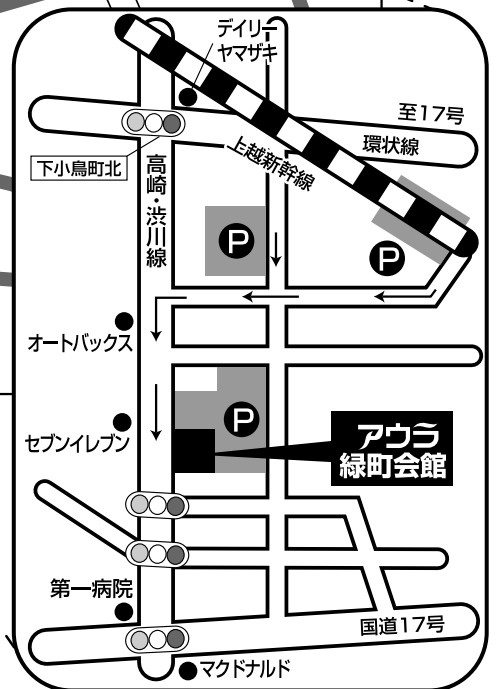 デイリー
ヤマザキ
至17号
環状線
上越新幹線
下小鳥町北
高崎・渋川線
P
P
オートバックス
P
セブンイレブン
アウラ
緑町会館
第一病院
国道17号
マクドナルド